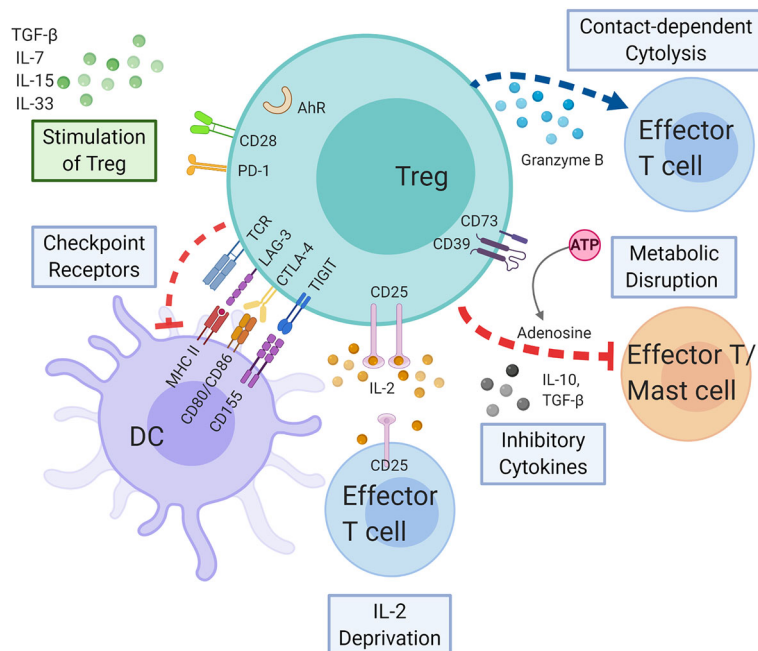 TGF-β
IL-7
IL-15
IL-33
Stimulation
of Treg
AhR
CD28
PD-1
Treg
Contact-dependent
Cytolysis
Granzyme B
Effector
T cell
Checkpoint
Receptors
TCR
LAG-3
CTLA-4
TIGIT
MHC II
CD80/CD86
CD155
DC
CD73
CD39
ATP
Adenosine
Metabolic
Disruption
Effector T/
Mast cell
IL-10,
TGF-β
Inhibitory
Cytokines
CD25
IL-2
CD25
Effector
T cell
IL-2
Deprivation